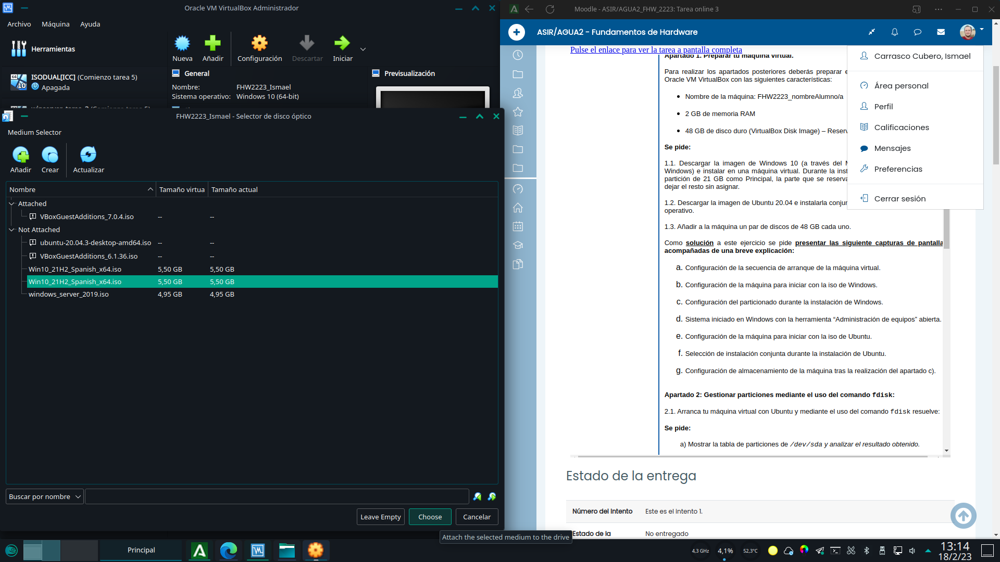 Oracle VM VirtualBox Administrador
Archivo Máquina Ayuda
Herramientas
Nueva Añadir Configuración Descartar Iniciar
ISODUAL[ICC] (Comienzo tarea 5)
Apagada
General
Nombre: FHW2223_Ismael
Sistema operativo: Windows 10 (64-bit)
Previsualización
FHW2223_Ismael - Selector de disco óptico
Medium Selector
Añadir Crear Actualizar
Nombre Tamaño virtua Tamaño actual
Attached
VBoxGuestAdditions_7.0.4.iso -- --
Not Attached
ubuntu-20.04.3-desktop-amd64.iso -- --
VBoxGuestAdditions_6.1.36.iso -- --
Win10_21H2_Spanish_x64.iso 5,50 GB 5,50 GB
Win10_21H2_Spanish_x64.iso 5,50 GB 5,50 GB
windows_server_2019.iso 4,95 GB 4,95 GB
Buscar por nombre
Leave Empty Choose Cancelar
Attach the selected medium to the drive
Moodle - ASIR/AGUA2_FHW_2223: Tarea online 3
ASIR/AGUA2 - Fundamentos de Hardware
Pulse el enlace para ver la tarea a pantalla completa
Apartado 1. Preparar tu máquina virtual.
Para realizar los apartados posteriores deberás preparar
Oracle VM VirtualBox con las siguientes características:
• Nombre de la máquina: FHW2223_nombreAlumno/a
• 2 GB de memoria RAM
• 48 GB de disco duro (VirtualBox Disk Image) – Reserv
Se pide:
1.1. Descargar la imagen de Windows 10 (a través del
Windows) e instalar en una máquina virtual. Durante la inst
partición de 21 GB como Principal, la parte que se reserva
dejar el resto sin asignar.
1.2. Descargar la imagen de Ubuntu 20.04 e instalarla conjun
operativo.
1.3. Añadir a la máquina un par de discos de 48 GB cada uno.
Como solución a este ejercicio se pide presentar las siguiente capturas de pantalla
acompañadas de una breve explicación:
a. Configuración de la secuencia de arranque de la máquina virtual.
b. Configuración de la máquina para iniciar con la iso de Windows.
c. Configuración del particionado durante la instalación de Windows.
d. Sistema iniciado en Windows con la herramienta “Administración de equipos” abierta.
e. Configuración de la máquina para iniciar con la iso de Ubuntu.
f. Selección de instalación conjunta durante la instalación de Ubuntu.
g. Configuración de almacenamiento de la máquina tras la realización del apartado c).
Apartado 2: Gestionar particiones mediante el uso del comando fdisk:
2.1. Arranca tu máquina virtual con Ubuntu y mediante el uso del comando fdisk resuelve:
Se pide:
a) Mostrar la tabla de particiones de /dev/sda y analizar el resultado obtenido.
Carrasco Cubero, Ismael
Área personal
Perfil
Calificaciones
Mensajes
Preferencias
Cerrar sesión
Estado de la entrega
Número del Intento Este es el intento 1.
Estado de la No entregado
Principal
4,3 GHz 4,1% 52,3°C
13:14
18/2/23